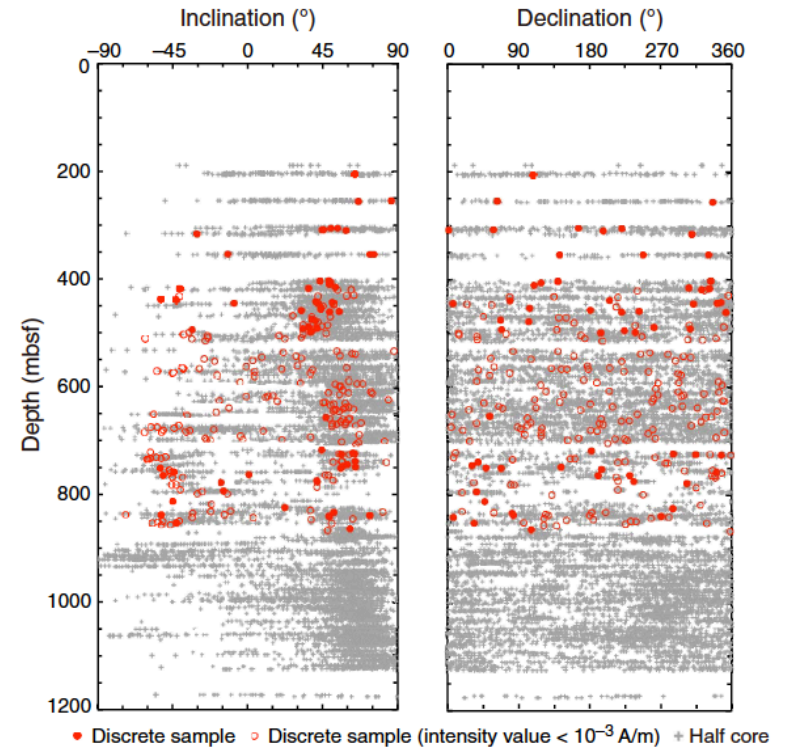 Inclination (°)
Declination (°)
−90 −45 0 45 90
0 90 180 270 360
0
200
400
600
800
1000
1200
Depth (mbsf)
Discrete sample Discrete sample (intensity value < 10⁻³ A/m) Half core